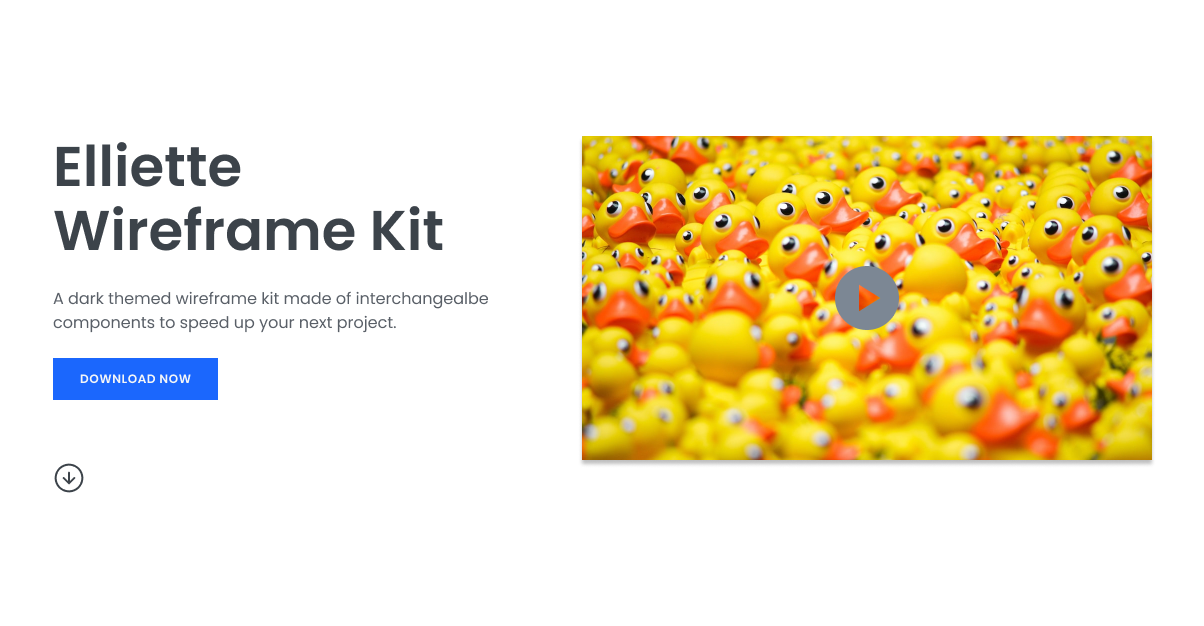 Elliette
Wireframe Kit
A dark themed wireframe kit made of interchangealbe
components to speed up your next project.
DOWNLOAD NOW